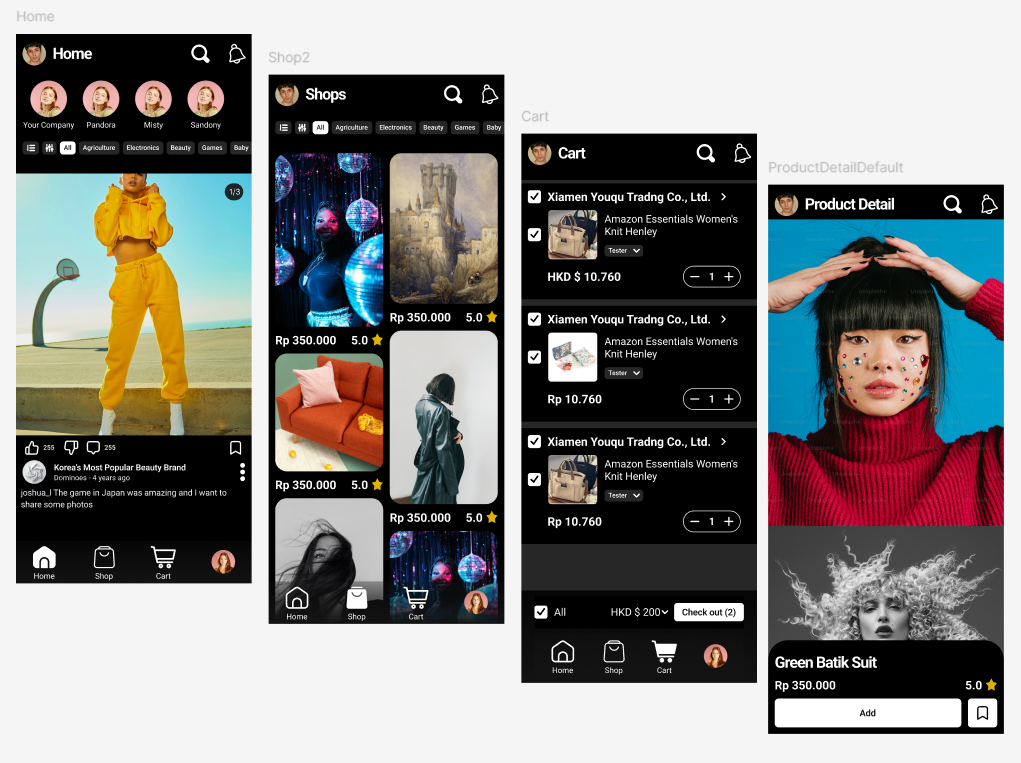 Home
Home
Your Company
Pandora
Misty
Sandony
All
Agriculture
Electronics
Beauty
Games
Baby
1/3
255
255
Korea's Most Popular Beauty Brand
Dominoes · 4 years ago
joshua_l The game in Japan was amazing and I want to
share some photos
Home
Shop
Cart
Shop2
Shops
All
Agriculture
Electronics
Beauty
Games
Baby
Rp 350.000 5.0
Rp 350.000 5.0
Rp 350.000 5.0
Rp 350.000 5.0
Home
Shop
Cart
Cart
Cart
Xiamen Youqu Tradng Co., Ltd.
Amazon Essentials Women's
Knit Henley
Tester
HKD $ 10.760
1
Xiamen Youqu Tradng Co., Ltd.
Amazon Essentials Women's
Knit Henley
Tester
Rp 10.760
1
Xiamen Youqu Tradng Co., Ltd.
Amazon Essentials Women's
Knit Henley
Tester
Rp 10.760
1
All
HKD $ 200
Check out (2)
Home
Shop
Cart
ProductDetailDefault
Product Detail
Green Batik Suit
Rp 350.000 5.0
Add